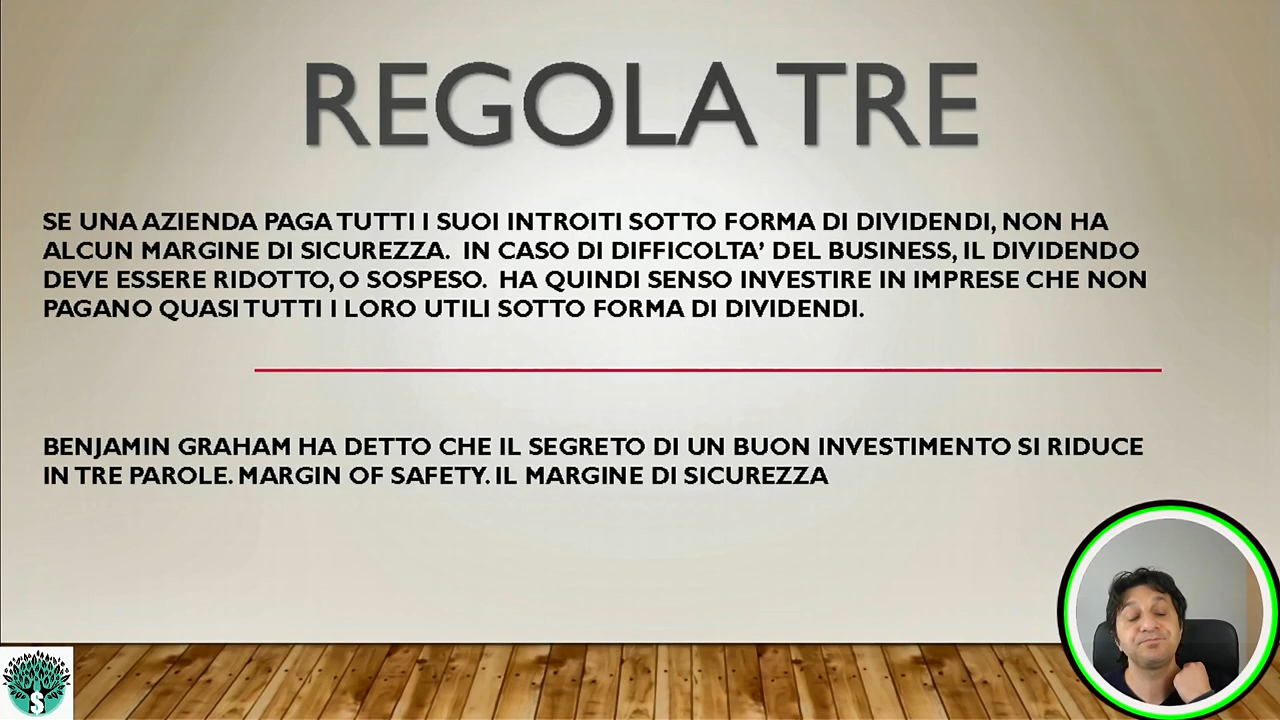 REGOLA TRE
SE UNA AZIENDA PAGA TUTTI I SUOI INTROITI SOTTO FORMA DI DIVIDENDI, NON HA
ALCUN MARGINE DI SICUREZZA. IN CASO DI DIFFICOLTA’ DEL BUSINESS, IL DIVIDENDO
DEVE ESSERE RIDOTTO, O SOSPESO. HA QUINDI SENSO INVESTIRE IN IMPRESE CHE NON
PAGANO QUASI TUTTI I LORO UTILI SOTTO FORMA DI DIVIDENDI.
BENJAMIN GRAHAM HA DETTO CHE IL SEGRETO DI UN BUON INVESTIMENTO SI RIDUCE
IN TRE PAROLE. MARGIN OF SAFETY. IL MARGINE DI SICUREZZA
$